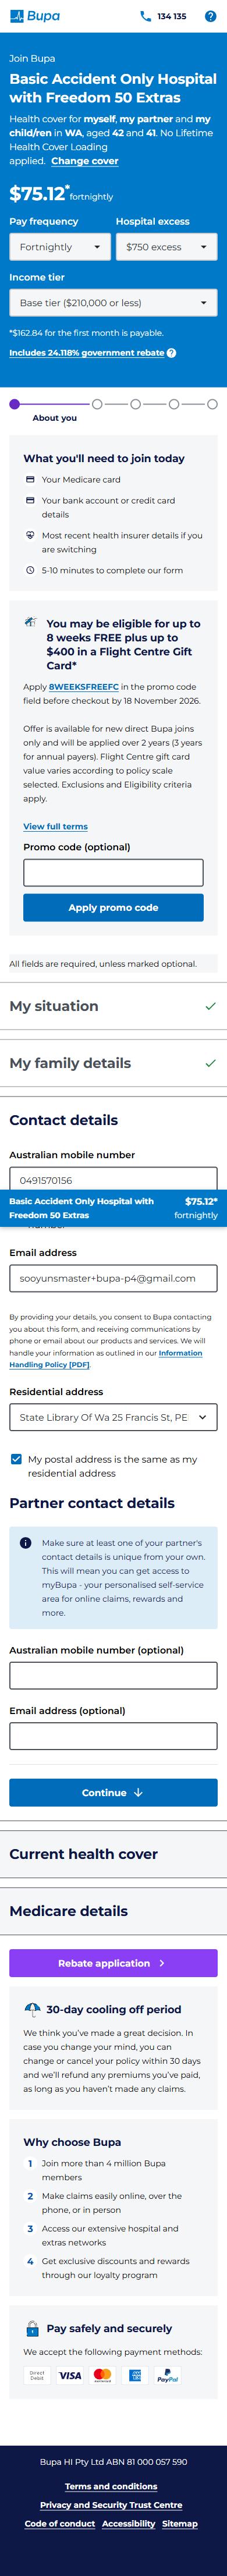 Bupa
134 135
Join Bupa
Basic Accident Only Hospital
with Freedom 50 Extras
Health cover for myself, my partner and my
child/ren in WA, aged 42 and 41. No Lifetime
Health Cover Loading
applied. Change cover
$75.12* fortnightly
Pay frequency
Hospital excess
Fortnightly
$750 excess
Income tier
Base tier ($210,000 or less)
*$162.84 for the first month is payable.
Includes 24.118% government rebate
About you
What you'll need to join today
Your Medicare card
Your bank account or credit card
details
Most recent health insurer details if you
are switching
5-10 minutes to complete our form
You may be eligible for up to
8 weeks FREE plus up to
$400 in a Flight Centre Gift
Card*
Apply 8WEEKSFREEFC in the promo code
field before checkout by 18 November 2026.
Offer is available for new direct Bupa joins
only and will be applied over 2 years (3 years
for annual payers). Flight Centre gift card
value varies according to policy scale
selected. Exclusions and Eligibility criteria
apply.
View full terms
Promo code (optional)
Apply promo code
All fields are required, unless marked optional.
My situation
My family details
Contact details
Australian mobile number
0491570156
Basic Accident Only Hospital with
Freedom 50 Extras
$75.12*
fortnightly
Email address
sooyunsmaster+bupa-p4@gmail.com
By providing your details, you consent to Bupa contacting
you about this form, and receiving communications by
phone or email about our products and services. We will
handle your information as outlined in our Information
Handling Policy [PDF].
Residential address
State Library Of Wa 25 Francis St, PE
My postal address is the same as my
residential address
Partner contact details
Make sure at least one of your partner's
contact details is unique from your own.
This will mean you can get access to
myBupa - your personalised self-service
area for online claims, rewards and
more.
Australian mobile number (optional)
Email address (optional)
Continue
Current health cover
Medicare details
Rebate application
30-day cooling off period
We think you've made a great decision. In
case you change your mind, you can
change or cancel your policy within 30 days
and we'll refund any premiums you've paid,
as long as you haven't made any claims.
Why choose Bupa
1 Join more than 4 million Bupa
members
2 Make claims easily online, over the
phone, or in person
3 Access our extensive hospital and
extras networks
4 Get exclusive discounts and rewards
through our loyalty program
Pay safely and securely
We accept the following payment methods:
Direct Debit
VISA
mastercard
AMEX
PayPal
Bupa HI Pty Ltd ABN 81 000 057 590
Terms and conditions
Privacy and Security Trust Centre
Code of conduct Accessibility Sitemap